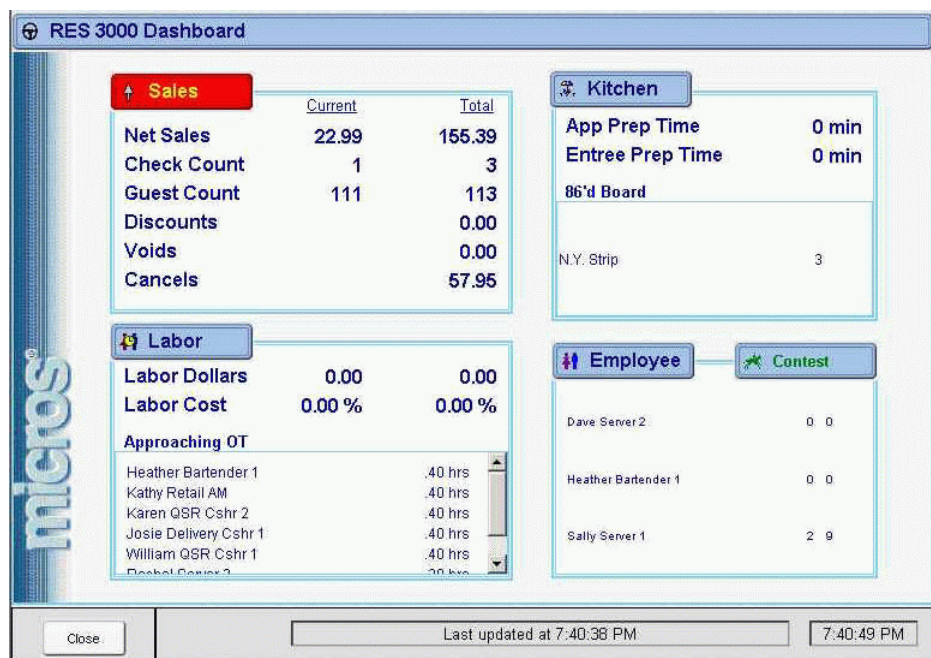 RES 3000 Dashboard
Sales
Current Total
Net Sales 22.99 155.39
Check Count 1 3
Guest Count 111 113
Discounts 0.00
Voids 0.00
Cancels 57.95
Kitchen
App Prep Time 0 min
Entree Prep Time 0 min
86'd Board
N.Y. Strip 3
Labor
Labor Dollars 0.00 0.00
Labor Cost 0.00 % 0.00 %
Approaching OT
Heather Bartender 1 .40 hrs
Kathy Retail AM .40 hrs
Karen QSR Cshr 2 .40 hrs
Josie Delivery Cshr 1 .40 hrs
William QSR Cshr 1 .40 hrs
Employee
Contest
Dave Server 2 0 0
Heather Bartender 1 0 0
Sally Server 1 2 9
micros®
Close
Last updated at 7:40:38 PM
7:40:49 PM